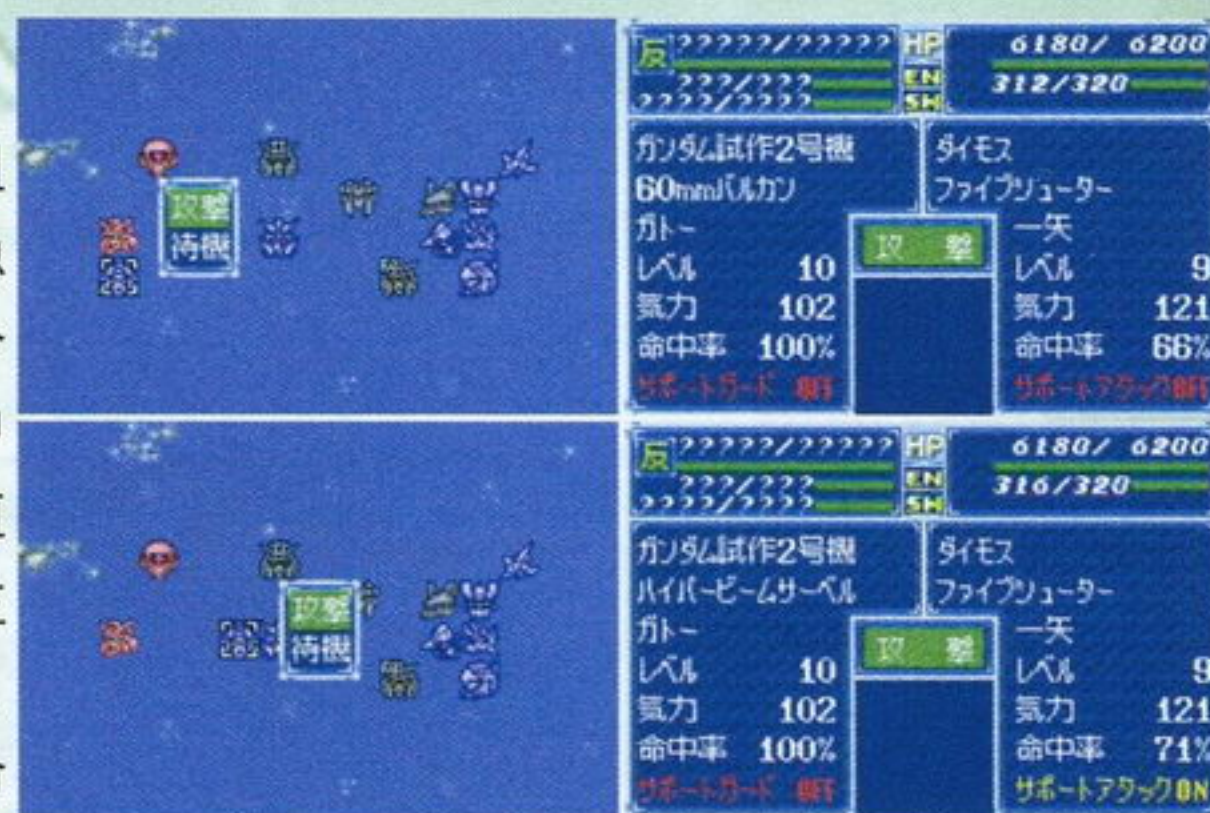 攻撃
待機
反 ?????/????? HP 6180/ 6200
???/??? EN 312/320
????/???? SH
ガンダム試作2号機 ダイモス
60mmバルカン ファイブシューター
ガトー 一矢
攻 撃
レベル 10 レベル 9
気力 102 気力 121
命中率 100% 命中率 66%
サポートガード OFF サポートアタックOFF
攻撃
待機
反 ?????/????? HP 6180/ 6200
???/??? EN 316/320
????/???? SH
ガンダム試作2号機 ダイモス
ハイパービームサーベル ファイブシューター
ガトー 一矢
攻 撃
レベル 10 レベル 9
気力 102 気力 121
命中率 100% 命中率 71%
サポートガード OFF サポートアタックON